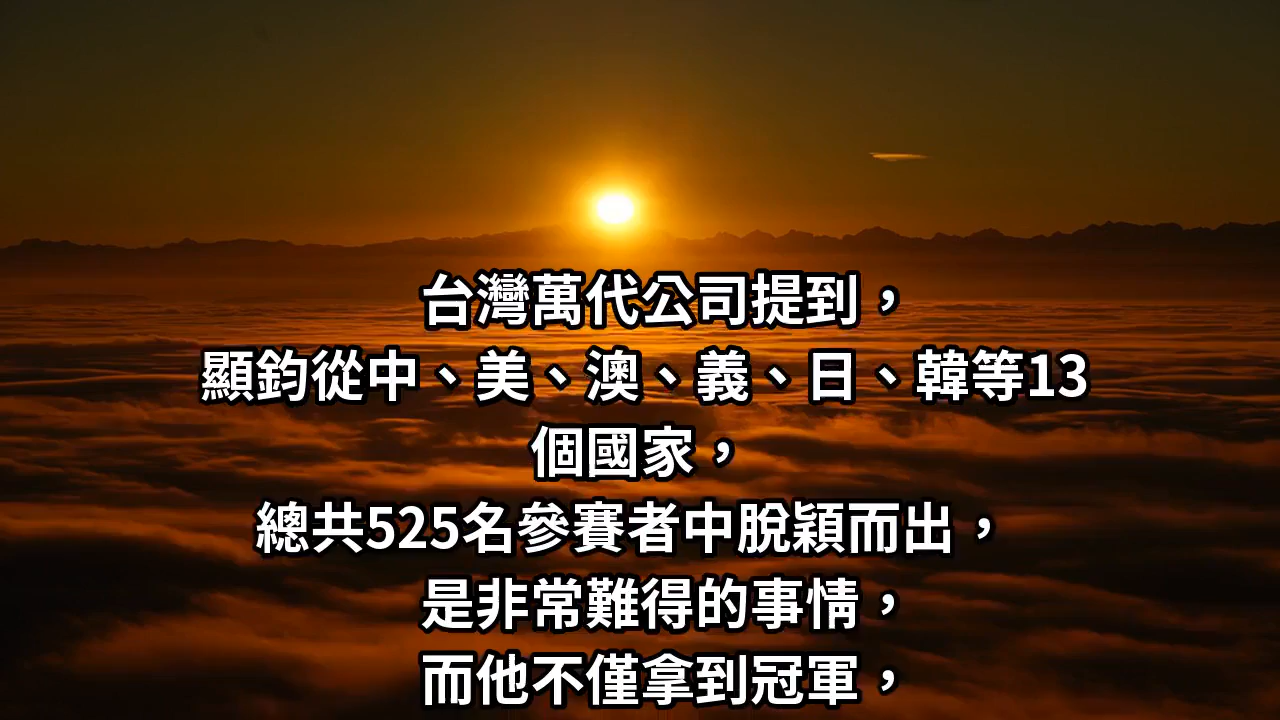 台灣萬代公司提到，
顯鈞從中、美、澳、義、日、韓等13
個國家，
總共525名參賽者中脫穎而出，
是非常難得的事情，
而他不僅拿到冠軍，